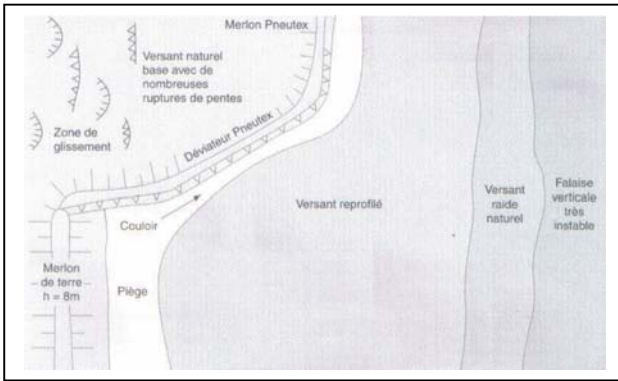 Merlon Pneutex
Versant naturel
base avec de
nombreuses
ruptures de pentes
Zone de
glissement
Déviateur Pneutex
Couloir
Versant reprofilé
Versant
raide
naturel
Falaise
verticale
très
instable
Merlon
de terre
h = 8m
Piège